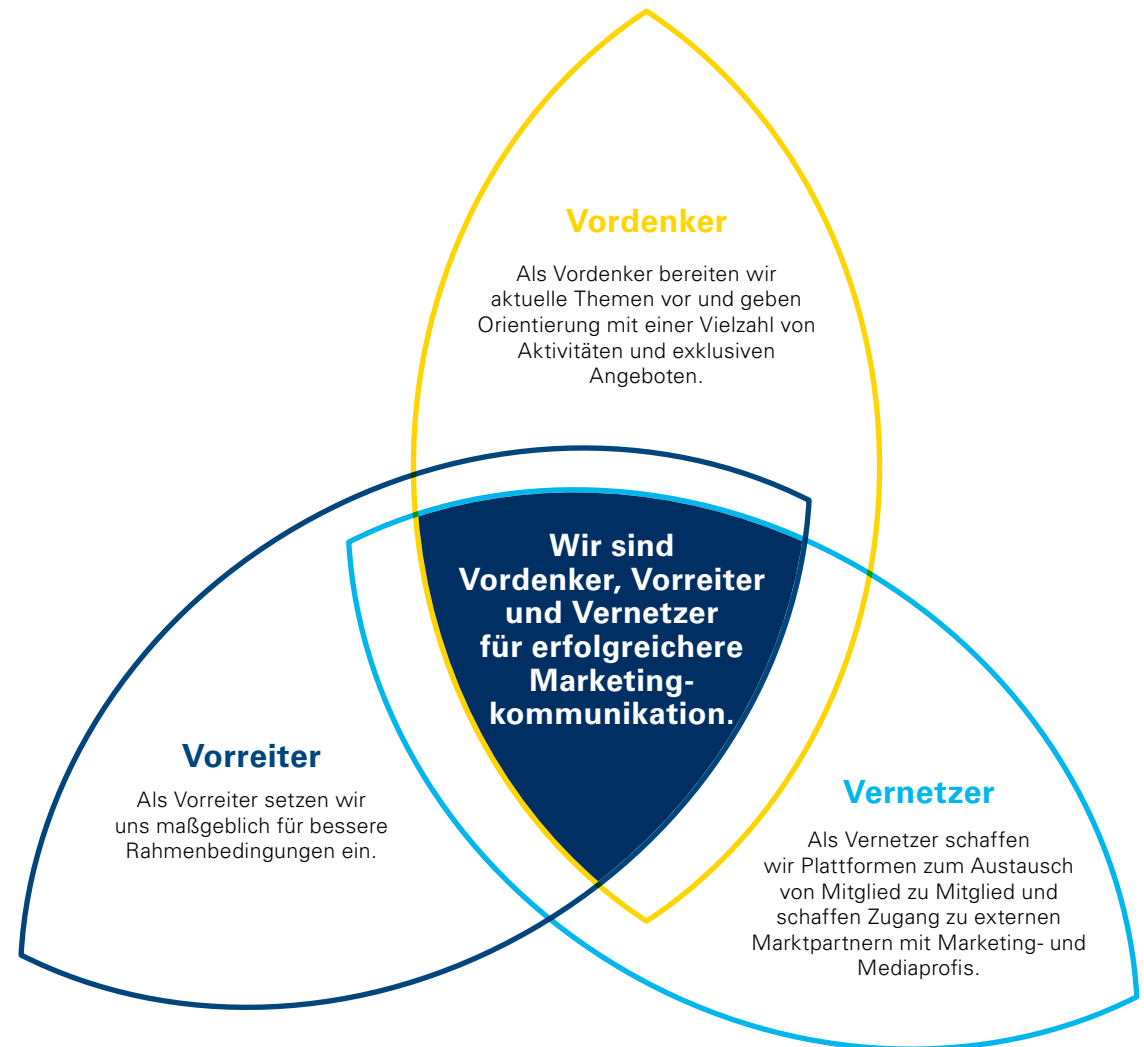 Vordenker
Als Vordenker bereiten wir
aktuelle Themen vor und geben
Orientierung mit einer Vielzahl von
Aktivitäten und exklusiven
Angeboten.
Wir sind
Vordenker, Vorreiter
und Vernetzer
für erfolgreichere
Marketing-
kommunikation.
Vorreiter
Als Vorreiter setzen wir
uns maßgeblich für bessere
Rahmenbedingungen ein.
Vernetzer
Als Vernetzer schaffen
wir Plattformen zum Austausch
von Mitglied zu Mitglied und
schaffen Zugang zu externen
Marktpartnern mit Marketing- und
Mediaprofis.